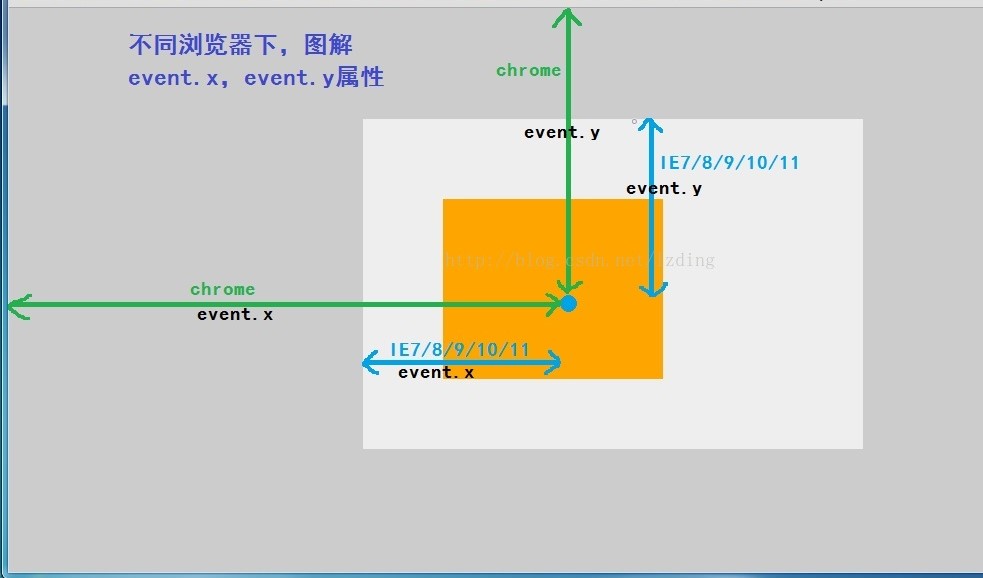 不同浏览器下，图解
event.x，event.y属性
chrome
event.y
IE7/8/9/10/11
event.y
http://blog.csdn.net/ zding
chrome
event.x
IE7/8/9/10/11
event.x